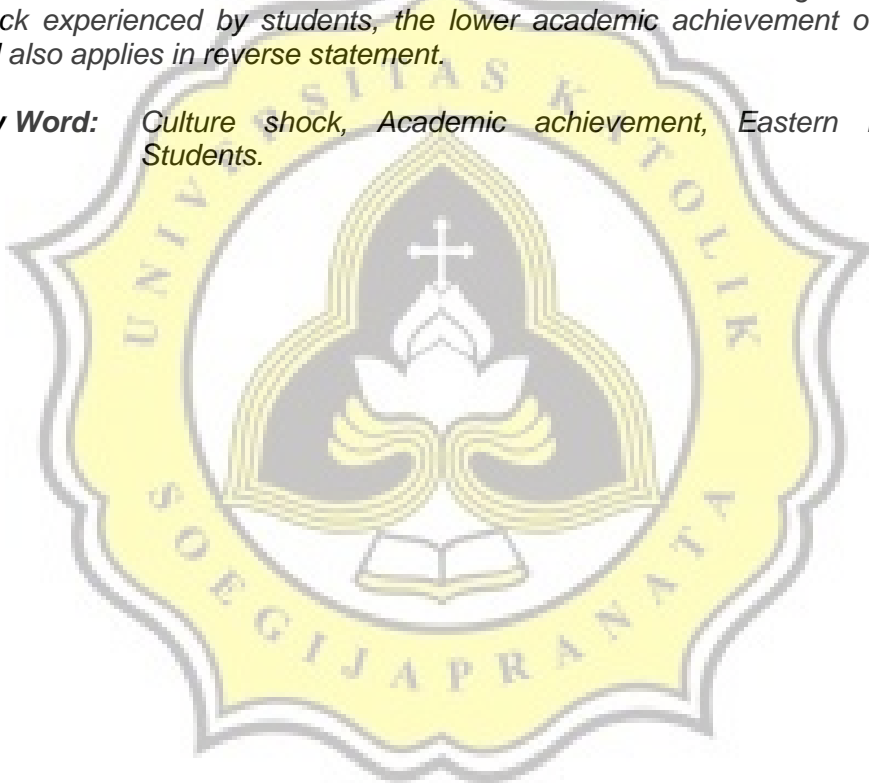 ck experienced by students, the lower academic achievement o
also applies in reverse statement.
Word: Culture shock, Academic achievement, Eastern
Students.
UNIVERSITAS KATOLIK
SOEGIJAPRANATA